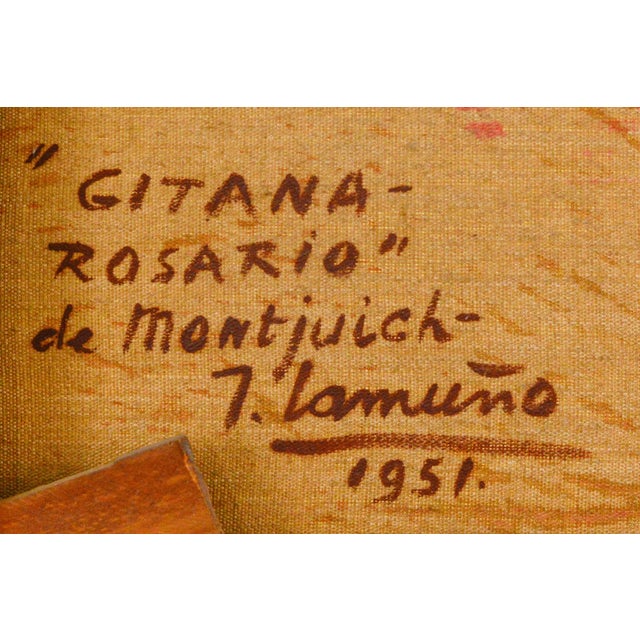 "GITANA-
ROSARIO"
de Montjuich-
J. Lamuño
1951.